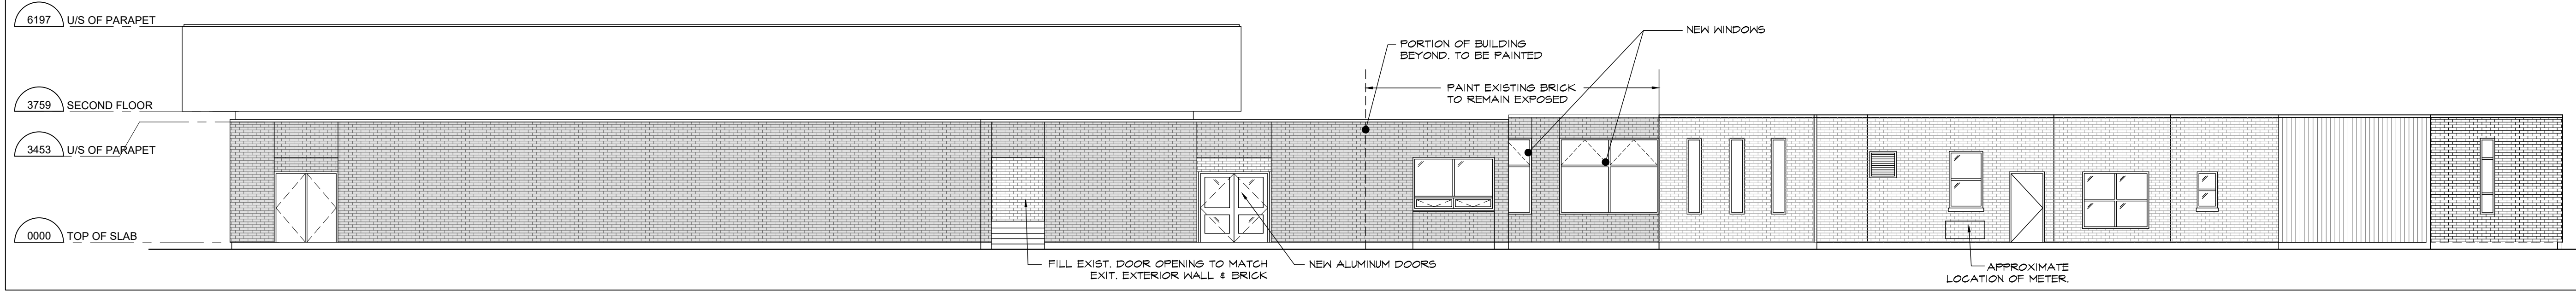 6197 U/S OF PARAPET
3759 SECOND FLOOR
3453 U/S OF PARAPET
0000 TOP OF SLAB
PORTION OF BUILDING
BEYOND. TO BE PAINTED
NEW WINDOWS
PAINT EXISTING BRICK
TO REMAIN EXPOSED
FILL EXIST. DOOR OPENING TO MATCH
EXIT. EXTERIOR WALL & BRICK
NEW ALUMINUM DOORS
APPROXIMATE
LOCATION OF METER.